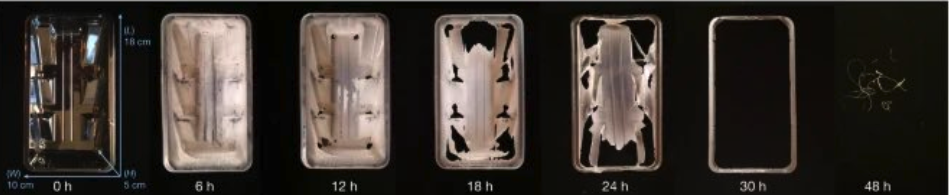 (L)
18 cm
(W)
10 cm
0 h
(H)
5 cm
6 h
12 h
18 h
24 h
30 h
48 h